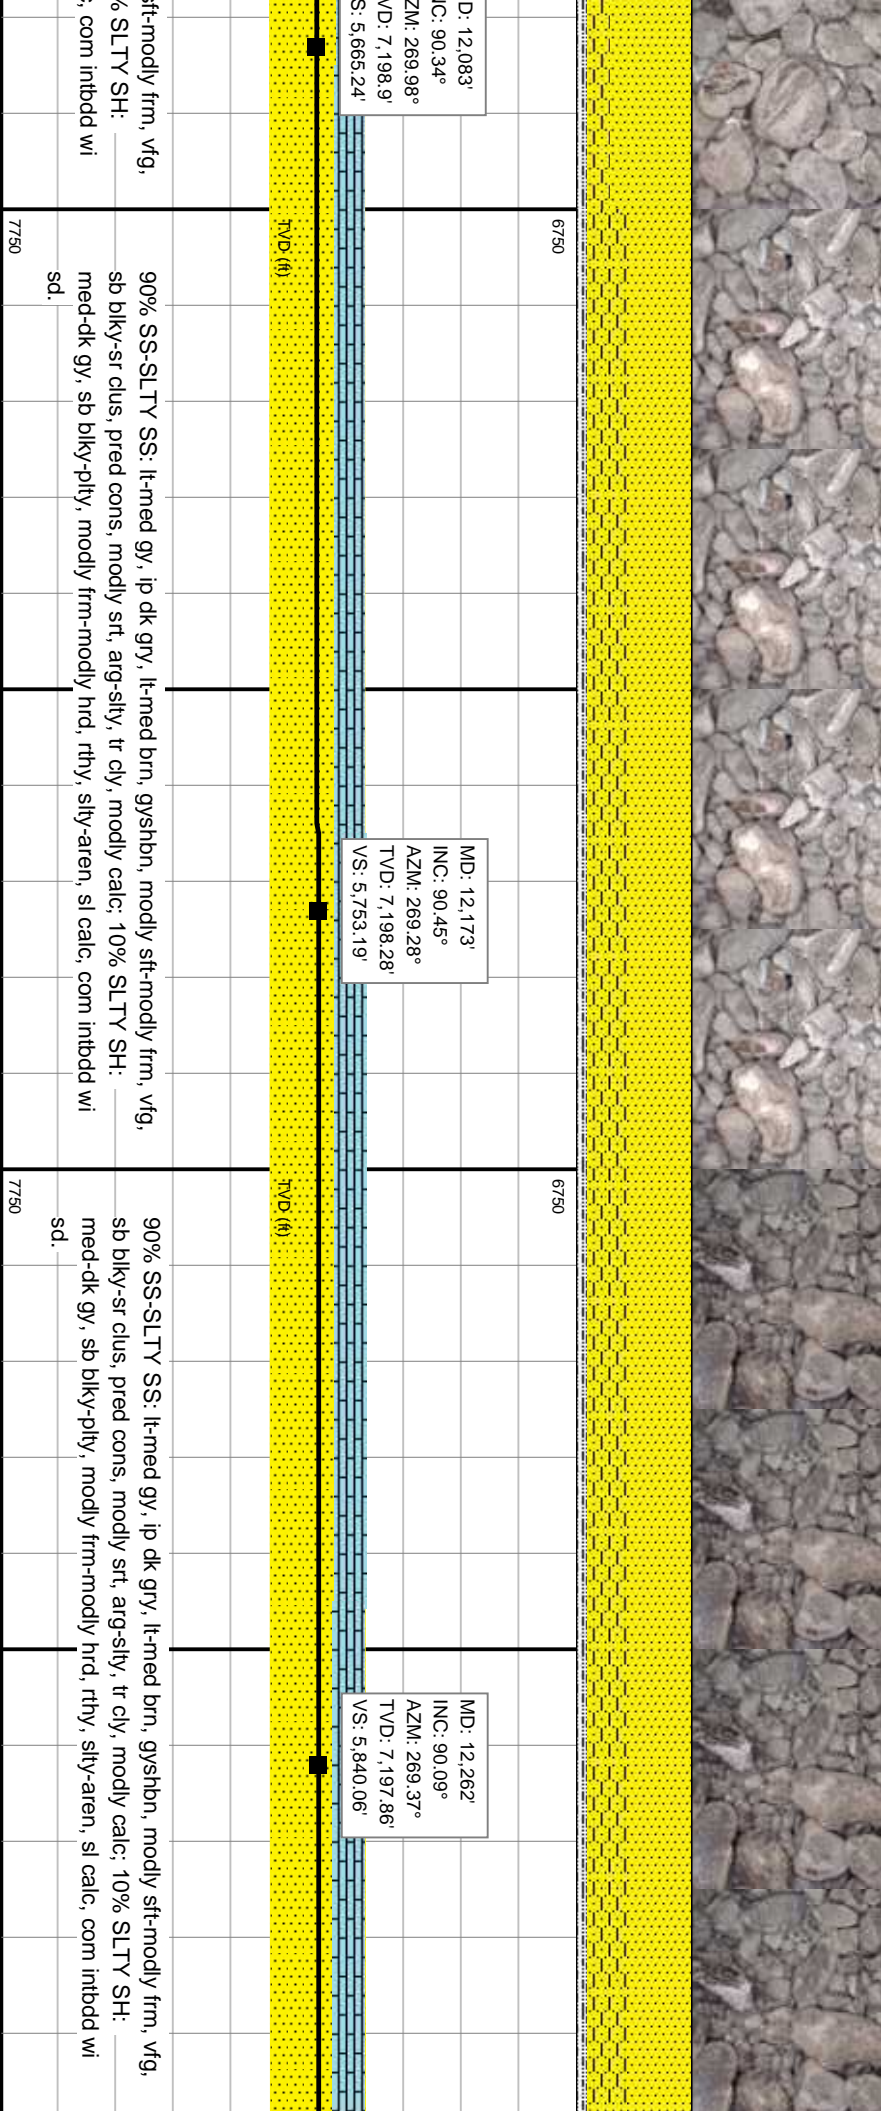 D: 12,083'
NC: 90.34°
AZM: 269.98°
VD: 7,198.9'
S: 5,665.24'
sft-modly frm, vfg,
% SLTY SH:
, com intbdd wi
6750
TVD (ft)
7750
90% SS-SLTY SS: lt-med gy, ip dk gry, lt-med brn, gyshbn, modly sft-modly frm, vfg,
sb blky-sr clus, pred cons, modly srt, arg-slty, tr cly, modly calc; 10% SLTY SH:
med-dk gy, sb blky-plty, modly frm-modly hrd, rthy, slty-aren, sl calc, com intbdd wi
sd.
MD: 12,173'
INC: 90.45°
AZM: 269.28°
TVD: 7,198.28'
VS: 5,753.19'
6750
TVD (ft)
7750
90% SS-SLTY SS: lt-med gy, ip dk gry, lt-med brn, gyshbn, modly sft-modly frm, vfg,
sb blky-sr clus, pred cons, modly srt, arg-slty, tr cly, modly calc; 10% SLTY SH:
med-dk gy, sb blky-plty, modly frm-modly hrd, rthy, slty-aren, sl calc, com intbdd wi
sd.
MD: 12,262'
INC: 90.09°
AZM: 269.37°
TVD: 7,197.86'
VS: 5,840.06'